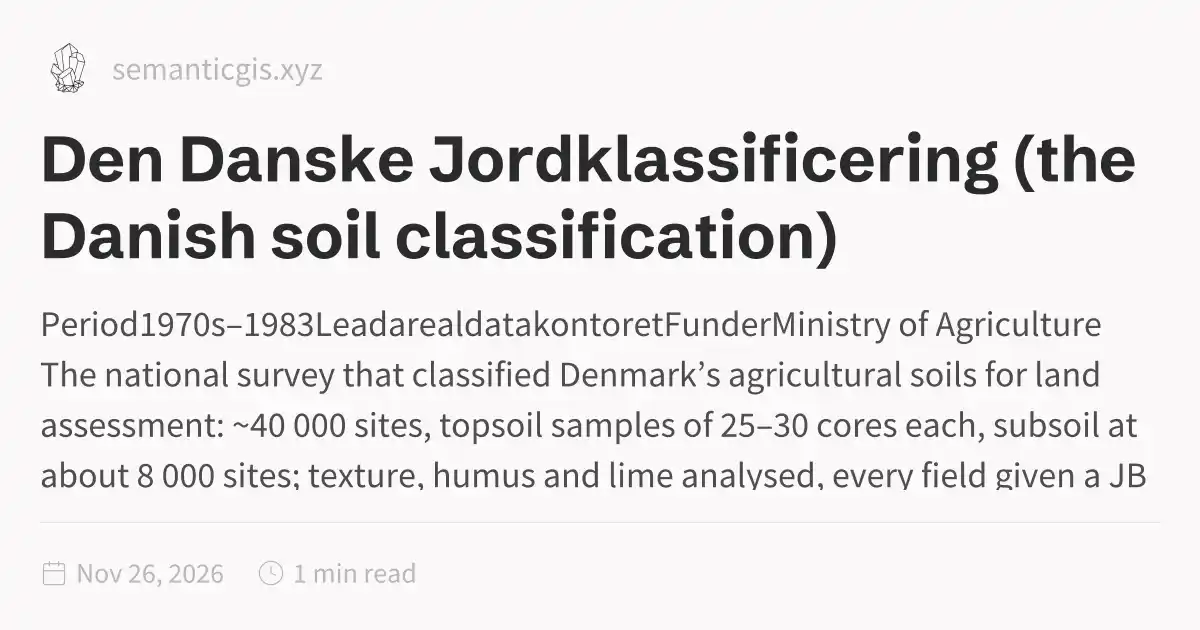 semanticgis.xyz
Den Danske Jordklassificering (the
Danish soil classification)
Period1970s–1983LeadarealdatakontoretFunderMinistry of Agriculture
The national survey that classified Denmark’s agricultural soils for land
assessment: ~40 000 sites, topsoil samples of 25–30 cores each, subsoil at
about 8 000 sites; texture, humus and lime analysed, every field given a JB
Nov 26, 2026
1 min read